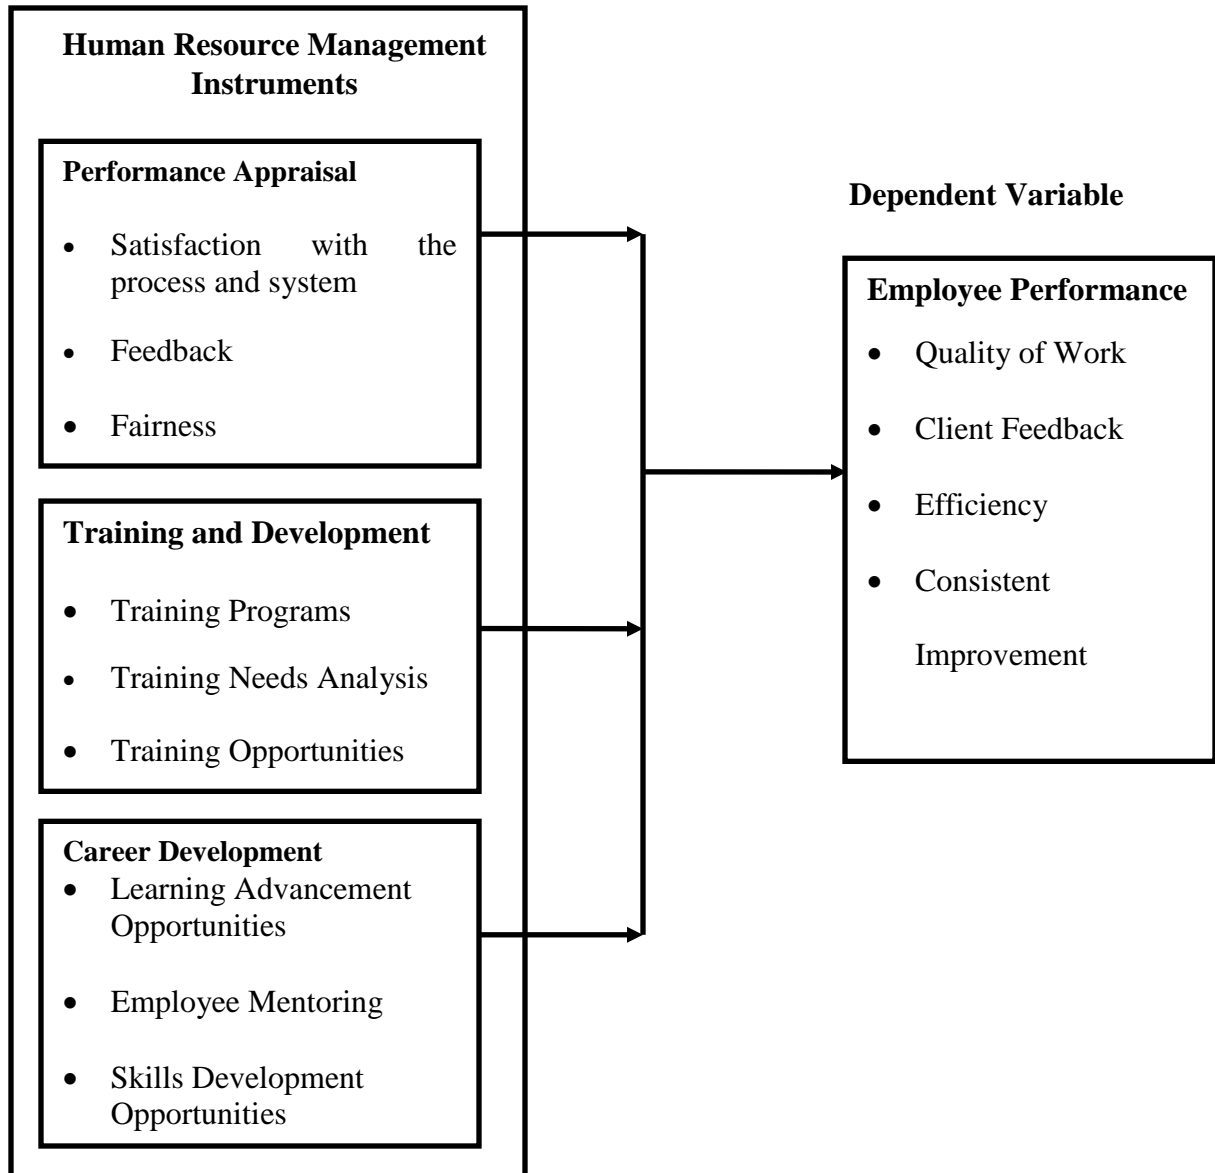 Human Resource Management
Instruments
Performance Appraisal
• Satisfaction with the
process and system
• Feedback
• Fairness
Training and Development
• Training Programs
• Training Needs Analysis
• Training Opportunities
Career Development
• Learning Advancement
Opportunities
• Employee Mentoring
• Skills Development
Opportunities
Dependent Variable
Employee Performance
• Quality of Work
• Client Feedback
• Efficiency
• Consistent
Improvement